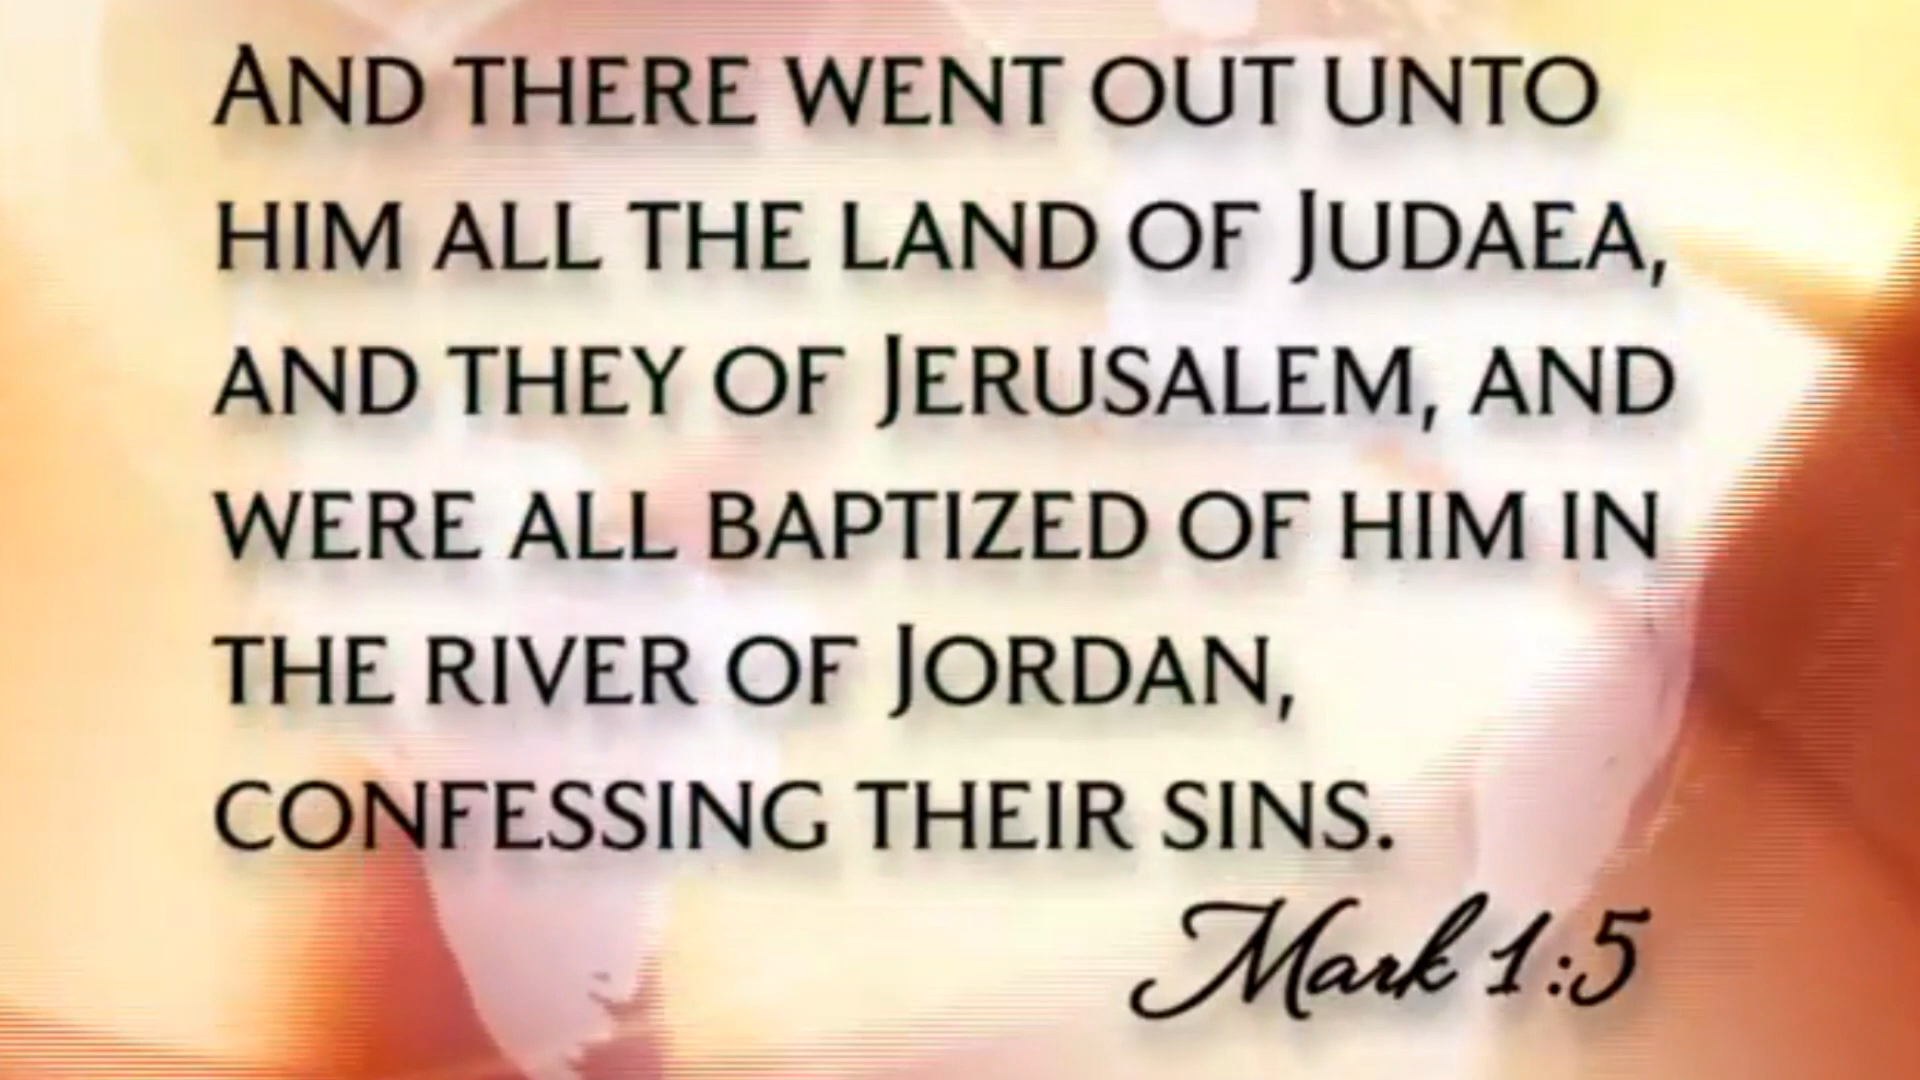 And there went out unto
him all the land of Judaea,
and they of Jerusalem, and
were all baptized of him in
the river of Jordan,
confessing their sins.
Mark 1:5